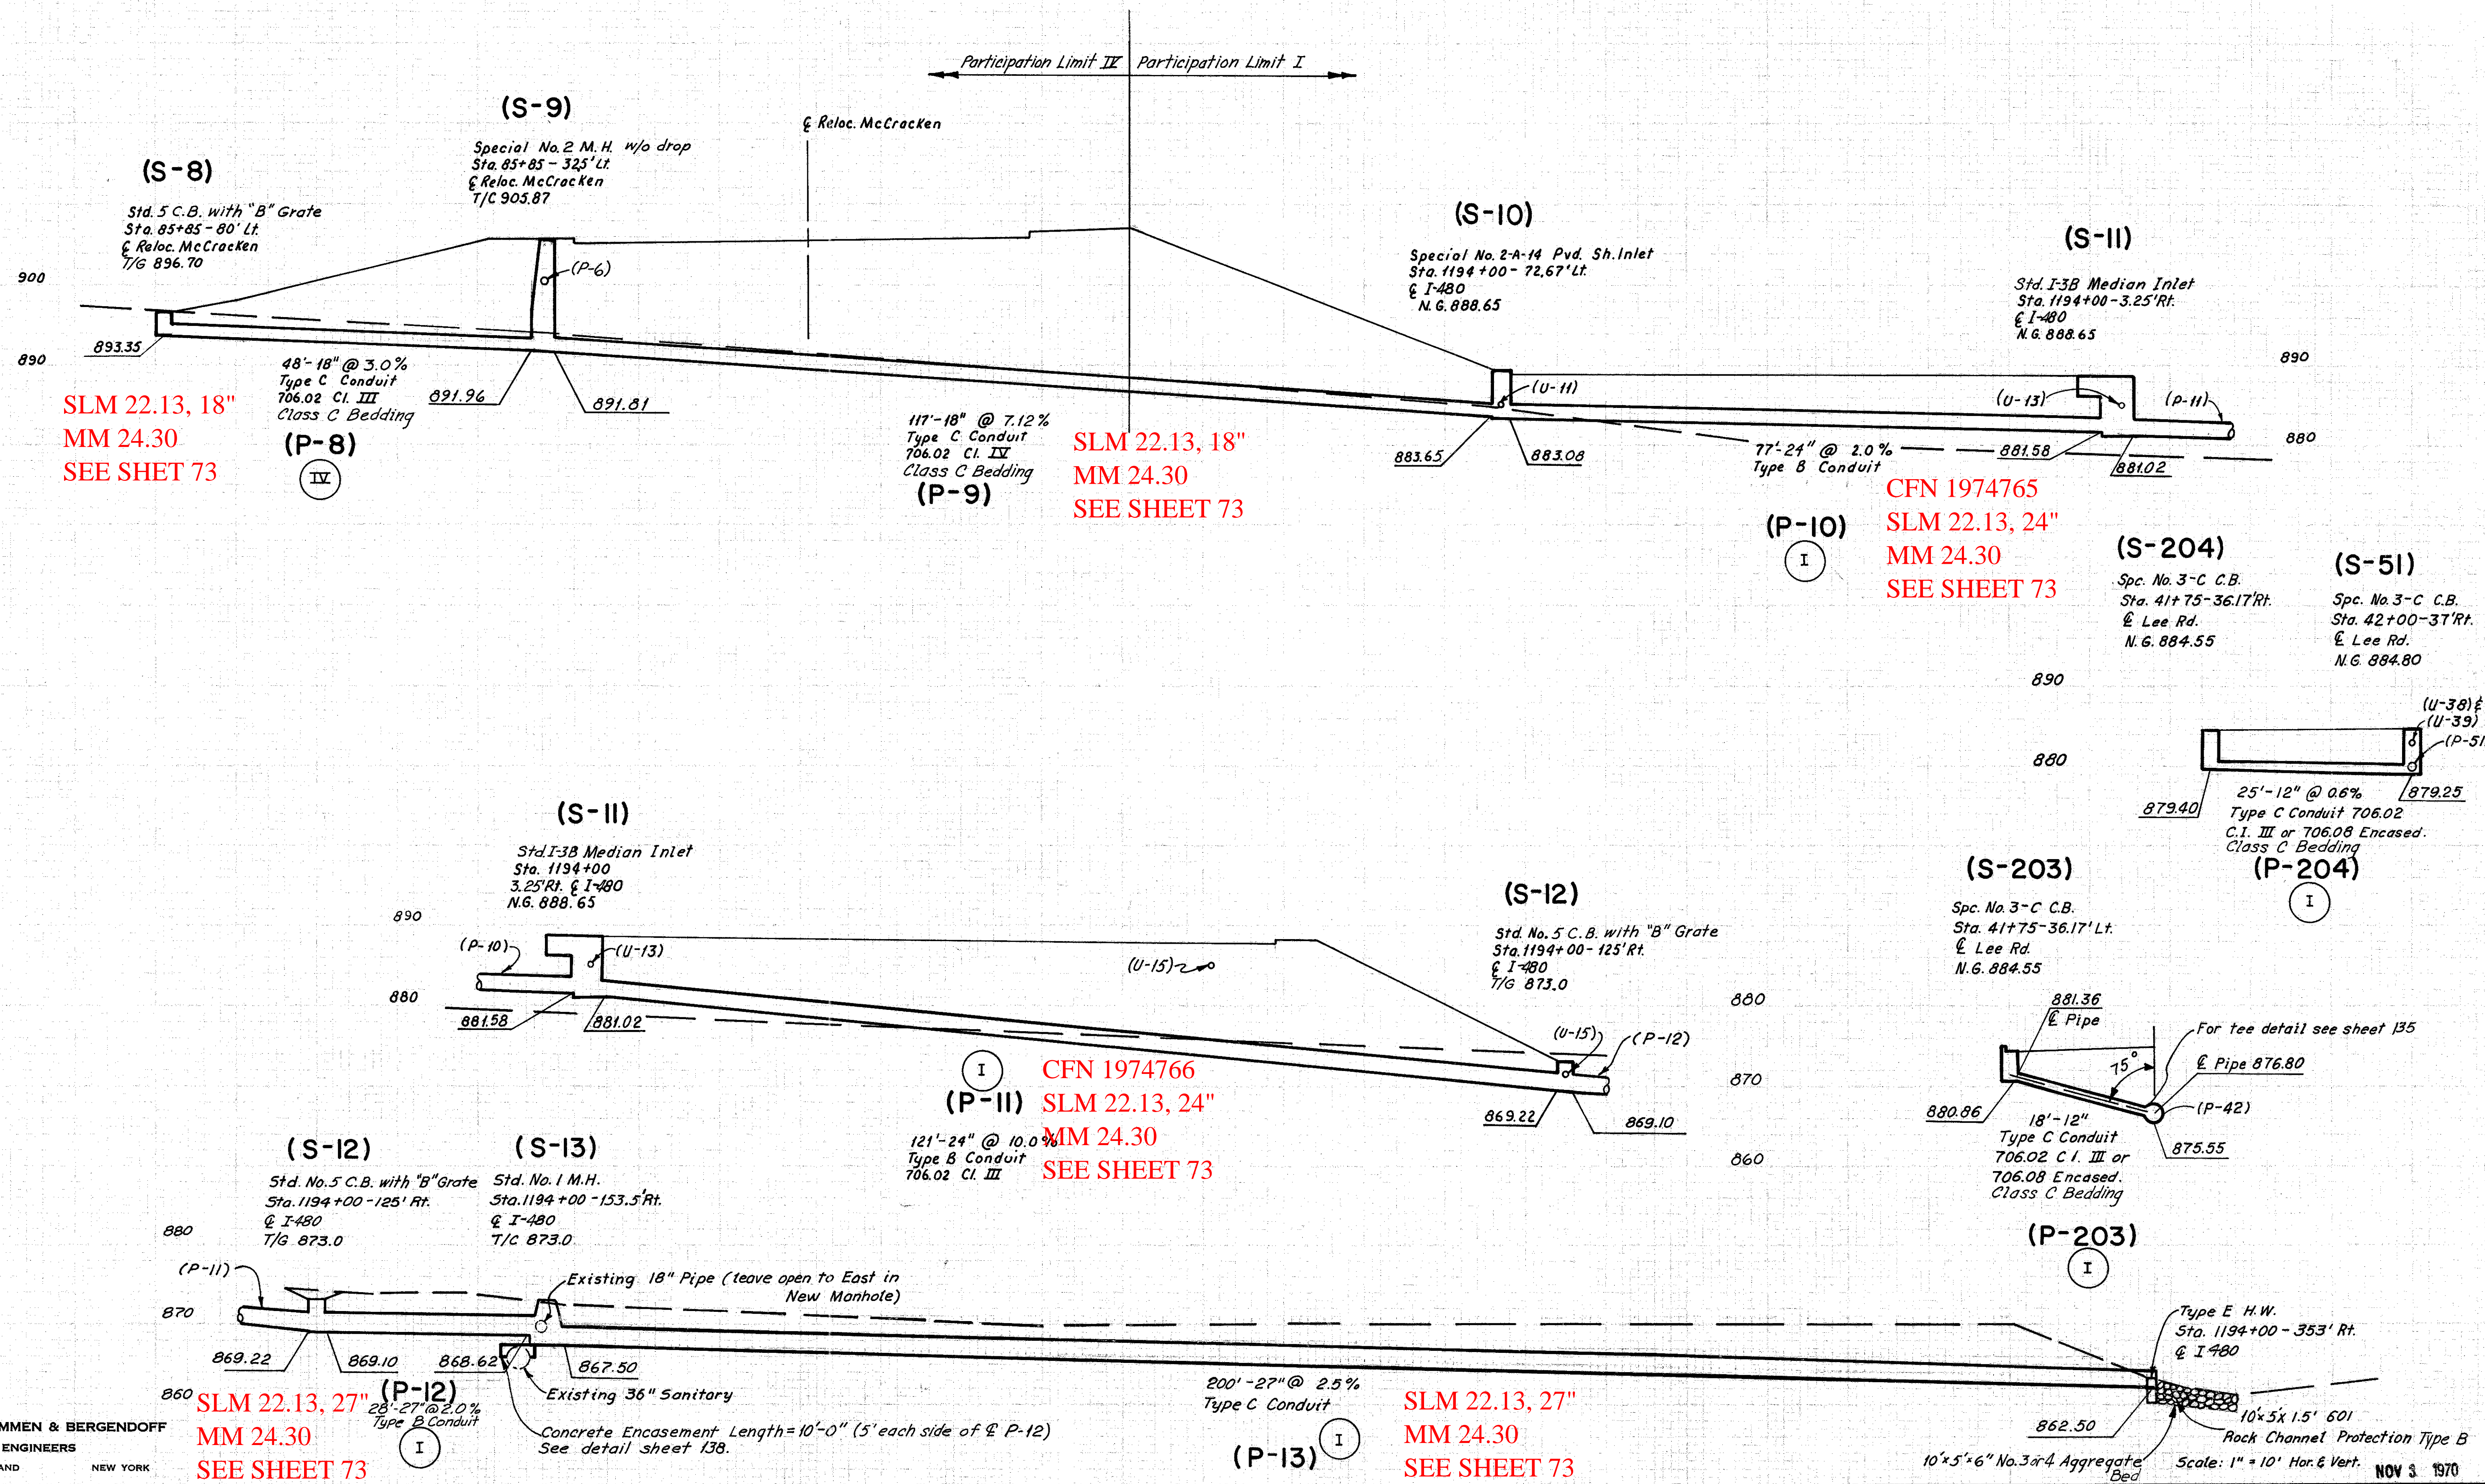 Participation Limit IV Participation Limit I
(S-8)
Std. 5 C.B. with "B" Grate
Sta. 85+85 - 80' Lt.
℄ Reloc. McCracken
T/G 896.70
(S-9)
Special No. 2 M.H. w/o drop
Sta. 85+85 - 32.5' Lt.
℄ Reloc. McCracken
T/C 905.87
℄ Reloc. McCracken
(S-10)
Special No. 2-A-14 Pvd. Sh. Inlet
Sta. 1194+00 - 72.67' Lt.
℄ I-480
N.G. 888.65
(S-11)
Std. I-3B Median Inlet
Sta. 1194+00-3.25' Rt.
℄ I-480
N.G. 888.65
900
890
(P-6)
893.35
48'-18" @ 3.0%
Type C Conduit
706.02 Cl. III
Class C Bedding
(P-8)
IV
891.96
891.81
SLM 22.13, 18"
MM 24.30
SEE SHET 73
117'-18" @ 7.12%
Type C Conduit
706.02 Cl. IV
Class C Bedding
(P-9)
SLM 22.13, 18"
MM 24.30
SEE SHEET 73
(U-11)
883.65
883.08
77'-24" @ 2.0%
Type B Conduit
(P-10)
I
(U-13)
(P-11)
881.58
881.02
890
880
CFN 1974765
SLM 22.13, 24"
MM 24.30
SEE SHEET 73
(S-204)
Spc. No. 3-C C.B.
Sta. 41+75-36.17' Rt.
℄ Lee Rd.
N.G. 884.55
(S-51)
Spc. No. 3-C C.B.
Sta. 42+00-37' Rt.
℄ Lee Rd.
N.G. 884.80
890
880
(U-38) &
(U-39)
(P-51
879.40
879.25
25'-12" @ 0.6%
Type C Conduit 706.02
C.I. III or 706.08 Encased.
Class C Bedding
(P-204)
I
(S-11)
Std. I-3B Median Inlet
Sta. 1194+00
3.25' Rt. ℄ I-480
N.G. 888.65
890
880
(P-10)
(U-13)
(U-15)
881.58
881.02
(S-12)
Std. No. 5 C.B. with "B" Grate
Sta. 1194+00 - 125' Rt.
℄ I-480
T/G 873.0
880
870
860
(U-15)
(P-12)
869.22
869.10
I
(P-11)
121'-24" @ 10.0%
Type B Conduit
706.02 Cl. III
CFN 1974766
SLM 22.13, 24"
MM 24.30
SEE SHEET 73
(S-203)
Spc. No. 3-C C.B.
Sta. 41+75-36.17' Lt.
℄ Lee Rd.
N.G. 884.55
881.36
℄ Pipe
For tee detail see sheet 135
75°
℄ Pipe 876.80
(P-42)
880.86
875.55
18'-12"
Type C Conduit
706.02 C.I. III or
706.08 Encased.
Class C Bedding
(P-203)
I
(S-12)
Std. No. 5 C.B. with "B" Grate
Sta. 1194+00 - 125' Rt.
℄ I-480
T/G 873.0
(S-13)
Std. No. 1 M.H.
Sta. 1194+00 - 153.5' Rt.
℄ I-480
T/C 873.0
880
870
860
(P-11)
Existing 18" Pipe (leave open to East in
New Manhole)
869.22
869.10
868.62
867.50
Existing 36" Sanitary
(P-12)
28'-27" @ 2.0%
Type B Conduit
I
SLM 22.13, 27"
MM 24.30
SEE SHEET 73
Concrete Encasement Length = 10'-0" (5' each side of ℄ P-12)
See detail sheet 138.
200'-27" @ 2.5%
Type C Conduit
(P-13)
I
SLM 22.13, 27"
MM 24.30
SEE SHEET 73
Type E H.W.
Sta. 1194+00 - 353' Rt.
℄ I-480
862.50
10'x5'x1.5' 601
Rock Channel Protection Type B
10'x5'x6" No. 3 or 4 Aggregate
Bed
Scale: 1" = 10' Hor. & Vert.
NOV 3 1970
MMEN & BERGENDOFF
ENGINEERS
AND NEW YORK